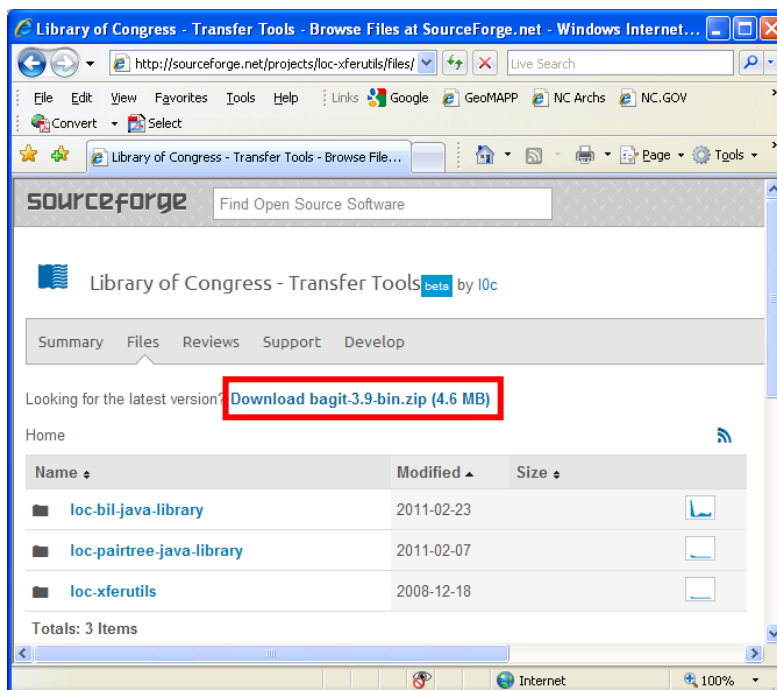 Library of Congress - Transfer Tools - Browse Files at SourceForge.net - Windows Internet...
http://sourceforge.net/projects/loc-xferutils/files/ Live Search
File Edit View Favorites Tools Help Links Google GeoMAPP NC Archs NC.GOV »
Convert Select
Library of Congress - Transfer Tools - Browse File... Page Tools »
sourceforge Find Open Source Software
Library of Congress - Transfer Tools beta by l0c
Summary Files Reviews Support Develop
Looking for the latest version? Download bagit-3.9-bin.zip (4.6 MB)
Home
Name Modified Size
loc-bil-java-library 2011-02-23
loc-pairtree-java-library 2011-02-07
loc-xferutils 2008-12-18
Totals: 3 Items
Internet 100%